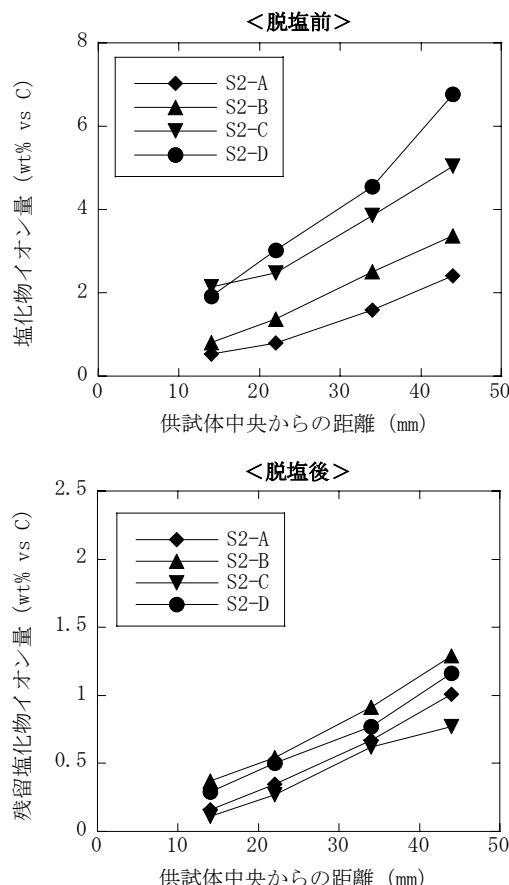 ＜脱塩前＞
8
6
4
2
0
塩化物イオン量 (wt% vs C)
S2-A
S2-B
S2-C
S2-D
0 10 20 30 40 50
供試体中央からの距離 (mm)
＜脱塩後＞
2.5
2
1.5
1
0.5
0
残留塩化物イオン量 (wt% vs C)
S2-A
S2-B
S2-C
S2-D
0 10 20 30 40 50
供試体中央からの距離 (mm)